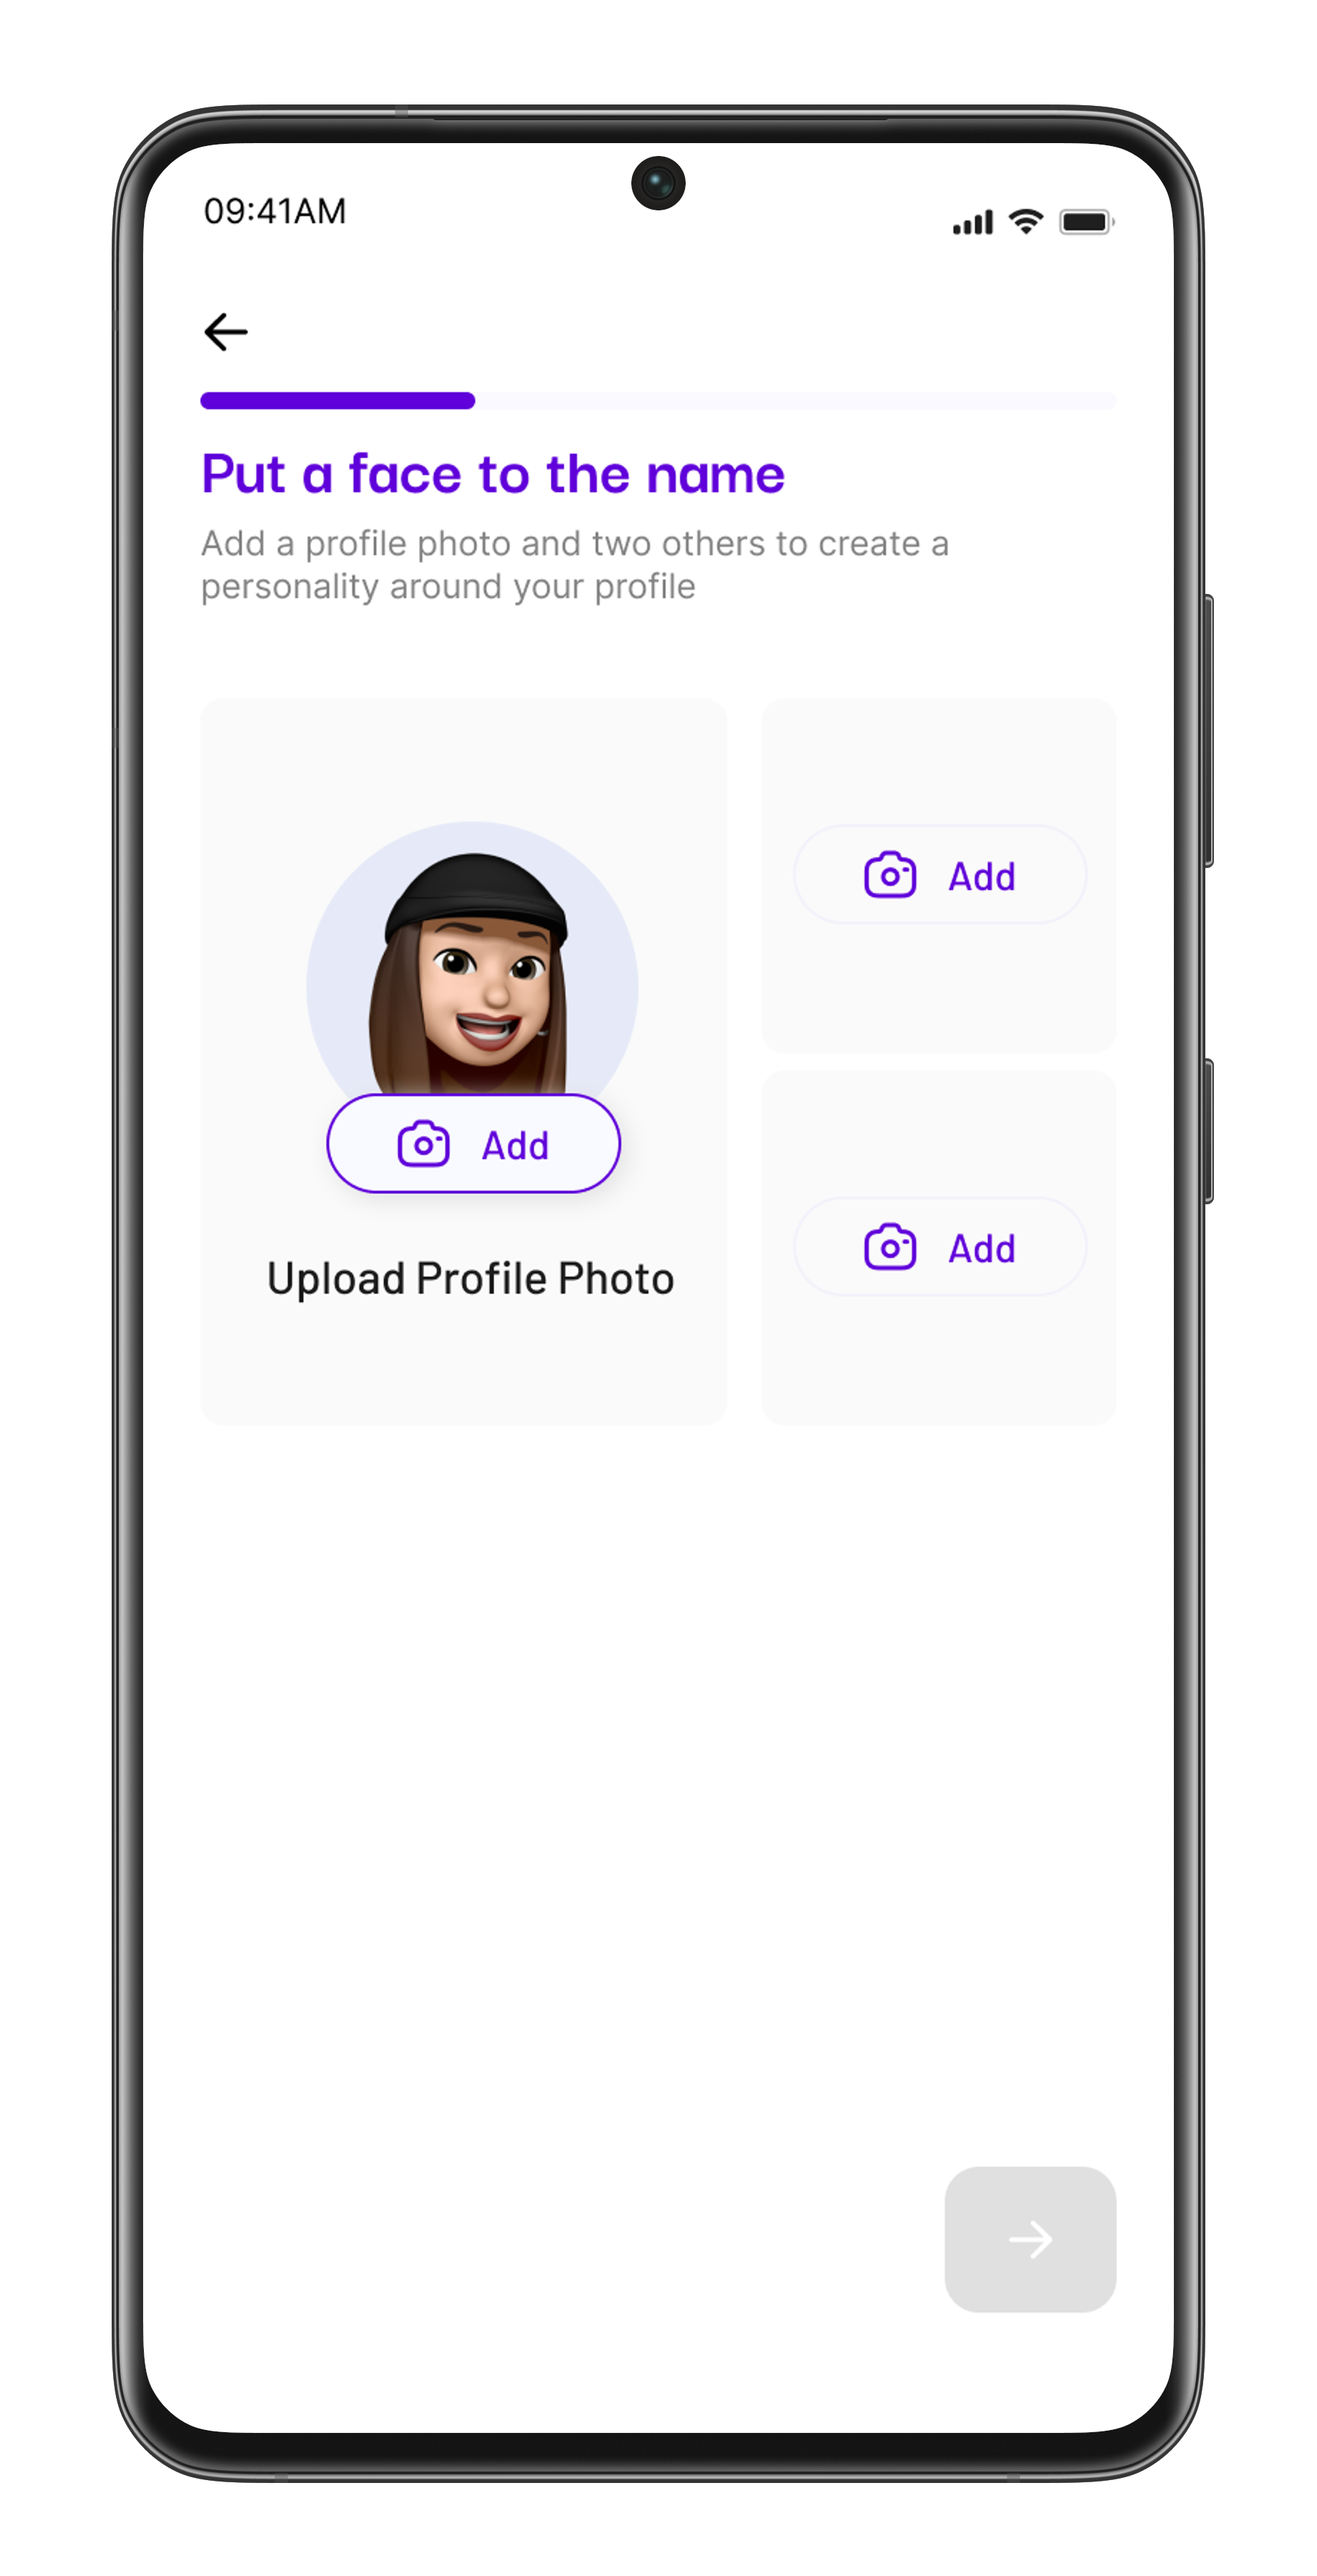 09:41AM
Put a face to the name
Add a profile photo and two others to create a
personality around your profile
Add
Upload Profile Photo
Add
Add